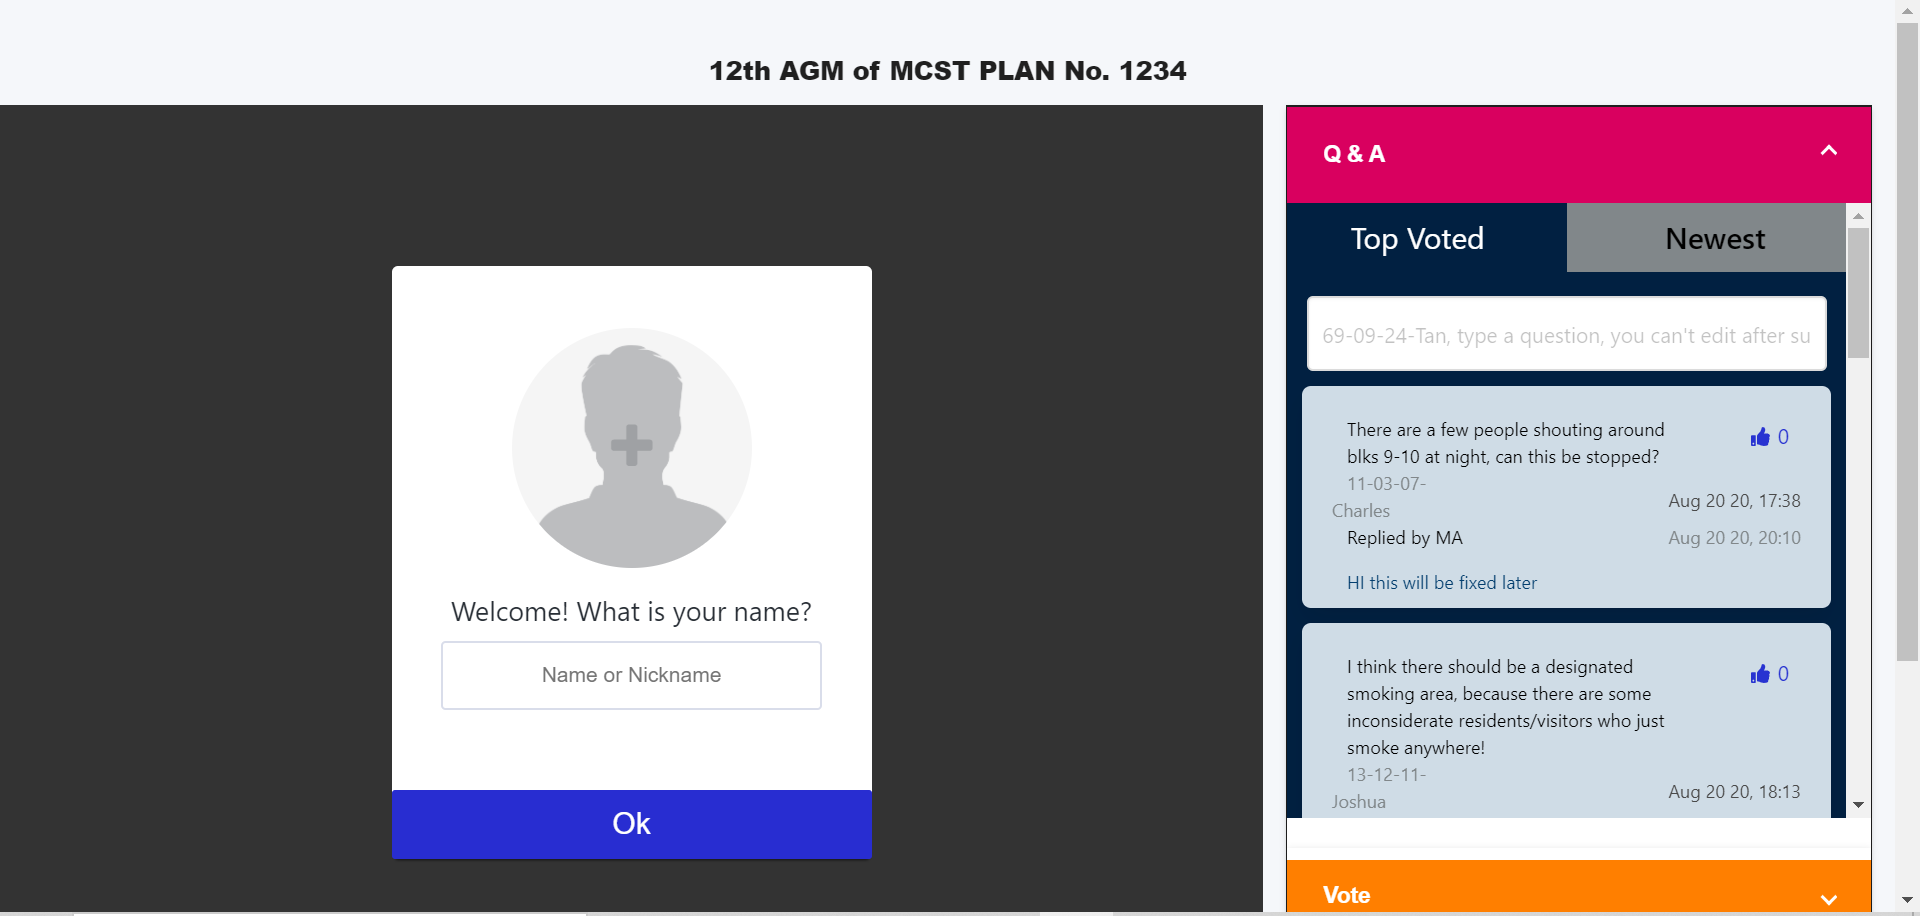 12th AGM of MCST PLAN No. 1234
Welcome! What is your name?
Name or Nickname
Ok
Q & A
Top Voted
Newest
69-09-24-Tan, type a question, you can't edit after su
There are a few people shouting around
blks 9-10 at night, can this be stopped?
0
11-03-07-
Charles
Aug 20 20, 17:38
Replied by MA
Aug 20 20, 20:10
HI this will be fixed later
I think there should be a designated
smoking area, because there are some
inconsiderate residents/visitors who just
smoke anywhere!
0
13-12-11-
Joshua
Aug 20 20, 18:13
Vote